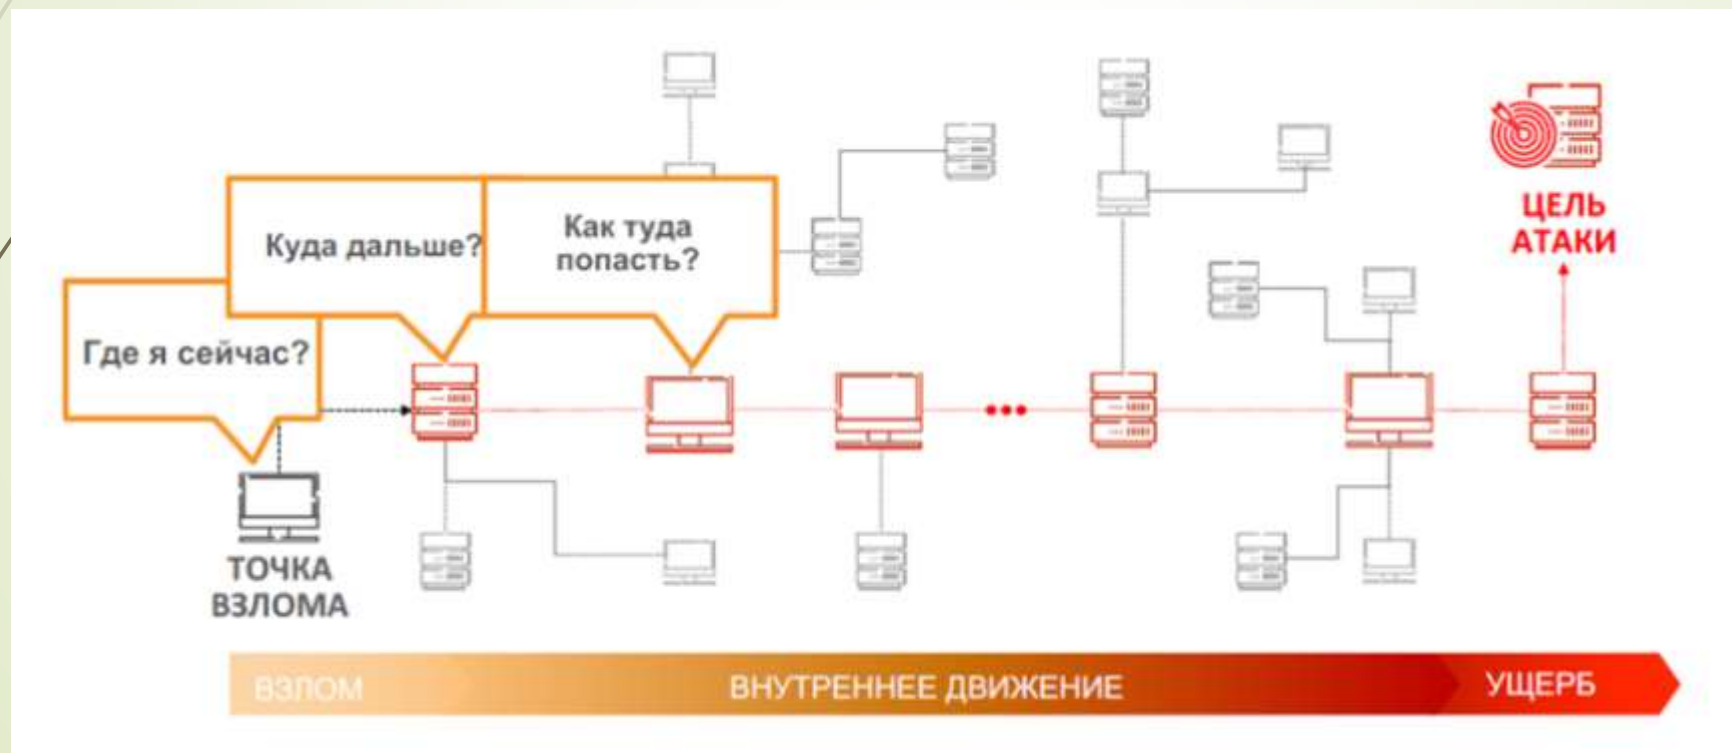 Где я сейчас?
Куда дальше?
Как туда
попасть?
ЦЕЛЬ
АТАКИ
ТОЧКА
ВЗЛОМА
ВЗЛОМ
ВНУТРЕННЕЕ ДВИЖЕНИЕ
УЩЕРБ